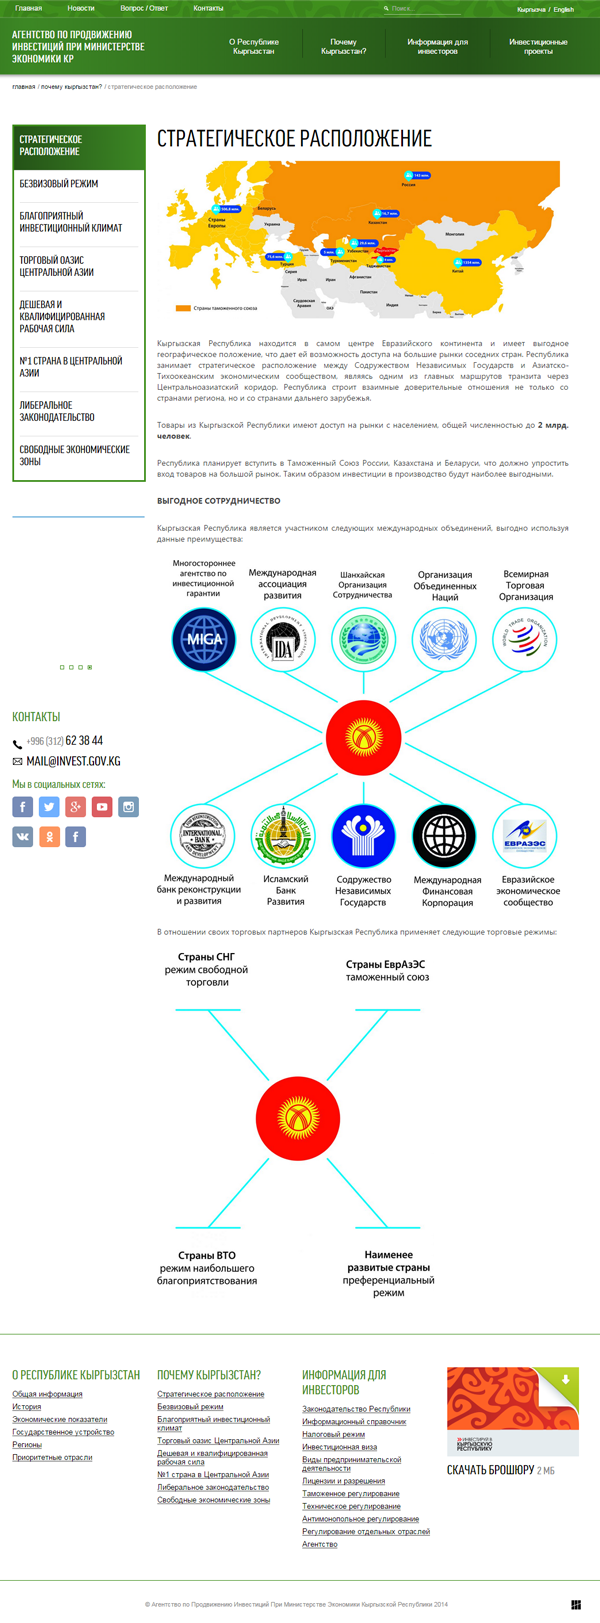 Главная Новости Вопрос / Ответ Контакты Поиск... Кыргызча / English
АГЕНТСТВО ПО ПРОДВИЖЕНИЮ
ИНВЕСТИЦИЙ ПРИ МИНИСТЕРСТВЕ
ЭКОНОМИКИ КР
О Республике
Кыргызстан
Почему
Кыргызстан?
Информация для
инвесторов
Инвестиционные
проекты
главная / почему кыргызстан? / стратегическое расположение
СТРАТЕГИЧЕСКОЕ
РАСПОЛОЖЕНИЕ
БЕЗВИЗОВЫЙ РЕЖИМ
БЛАГОПРИЯТНЫЙ
ИНВЕСТИЦИОННЫЙ КЛИМАТ
ТОРГОВЫЙ ОАЗИС
ЦЕНТРАЛЬНОЙ АЗИИ
ДЕШЕВАЯ И
КВАЛИФИЦИРОВАННАЯ
РАБОЧАЯ СИЛА
№1 СТРАНА В ЦЕНТРАЛЬНОЙ
АЗИИ
ЛИБЕРАЛЬНОЕ
ЗАКОНОДАТЕЛЬСТВО
СВОБОДНЫЕ ЭКОНОМИЧЕСКИЕ
ЗОНЫ
СТРАТЕГИЧЕСКОЕ РАСПОЛОЖЕНИЕ
143 млн.
Россия
Беларусь
Страны
Европы
Украина
16,7 млн.
Казахстан
Монголия
Узбекистан
Туркменистан
Таджикистан
Турция
Китай
Сирия
Ирак
Иран
Афганистан
Пакистан
Индия
Саудовская
Аравия
ОАЭ
Страны таможенного союза
Кыргызская Республика находится в самом центре Евразийского континента и имеет выгодное
географическое положение, что дает ей возможность доступа на большие рынки соседних стран. Республика
занимает стратегическое расположение между Содружеством Независимых Государств и Азиатско-
Тихоокеанским экономическим сообществом, являясь одним из главных маршрутов транзита через
Центральноазиатский коридор. Республика строит взаимные доверительные отношения не только со
странами региона, но и со странами дальнего зарубежья.
Товары из Кыргызской Республики имеют доступ на рынки с населением, общей численностью до 2 млрд.
человек.
Республика планирует вступить в Таможенный Союз России, Казахстана и Беларуси, что должно упростить
вход товаров на большой рынок. Таким образом инвестиции в производство будут наиболее выгодными.
ВЫГОДНОЕ СОТРУДНИЧЕСТВО
Кыргызская Республика является участником следующих международных объединений, выгодно используя
данные преимущества:
Многостороннее
агентство по
инвестиционной
гарантии
Международная
ассоциация
развития
Шанхайская
Организация
Сотрудничества
Организация
Объединенных
Наций
Всемирная
Торговая
Организация
MIGA
INTERNATIONAL DEVELOPMENT ASSOCIATION
IDA
WORLD TRADE ORGANIZATION
INTERNATIONAL
BANK
ЕВРАЗЭС
Международный
банк реконструкции
и развития
Исламский
Банк
Развития
Содружество
Независимых
Государств
Международная
Финансовая
Корпорация
Евразийское
экономическое
сообщество
КОНТАКТЫ
+996 (312) 62 38 44
MAIL@INVEST.GOV.KG
Мы в социальных сетях:
В отношении своих торговых партнеров Кыргызская Республика применяет следующие торговые режимы:
Страны СНГ
режим свободной
торговли
Страны ЕврАзЭС
таможенный союз
Страны ВТО
режим наибольшего
благоприятствования
Наименее
развитые страны
преференциальный
режим
О РЕСПУБЛИКЕ КЫРГЫЗСТАН
Общая информация
История
Экономические показатели
Государственное устройство
Регионы
Приоритетные отрасли
ПОЧЕМУ КЫРГЫЗСТАН?
Стратегическое расположение
Безвизовый режим
Благоприятный инвестиционный
климат
Торговый оазис Центральной Азии
Дешевая и квалифицированная
рабочая сила
№1 страна в Центральной Азии
Либеральное законодательство
Свободные экономические зоны
ИНФОРМАЦИЯ ДЛЯ
ИНВЕСТОРОВ
Законодательство Республики
Информационный справочник
Налоговый режим
Инвестиционная виза
Виды предпринимательской
деятельности
Лицензии и разрешения
Таможенное регулирование
Техническое регулирование
Антимонопольное регулирование
Регулирование отдельных отраслей
Агентство
ИНВЕСТИРУЙ В
КЫРГЫЗСКУЮ
РЕСПУБЛИКУ
СКАЧАТЬ БРОШЮРУ 2 МБ
© Агентство по Продвижению Инвестиций При Министерстве Экономики Кыргызской Республики 2014